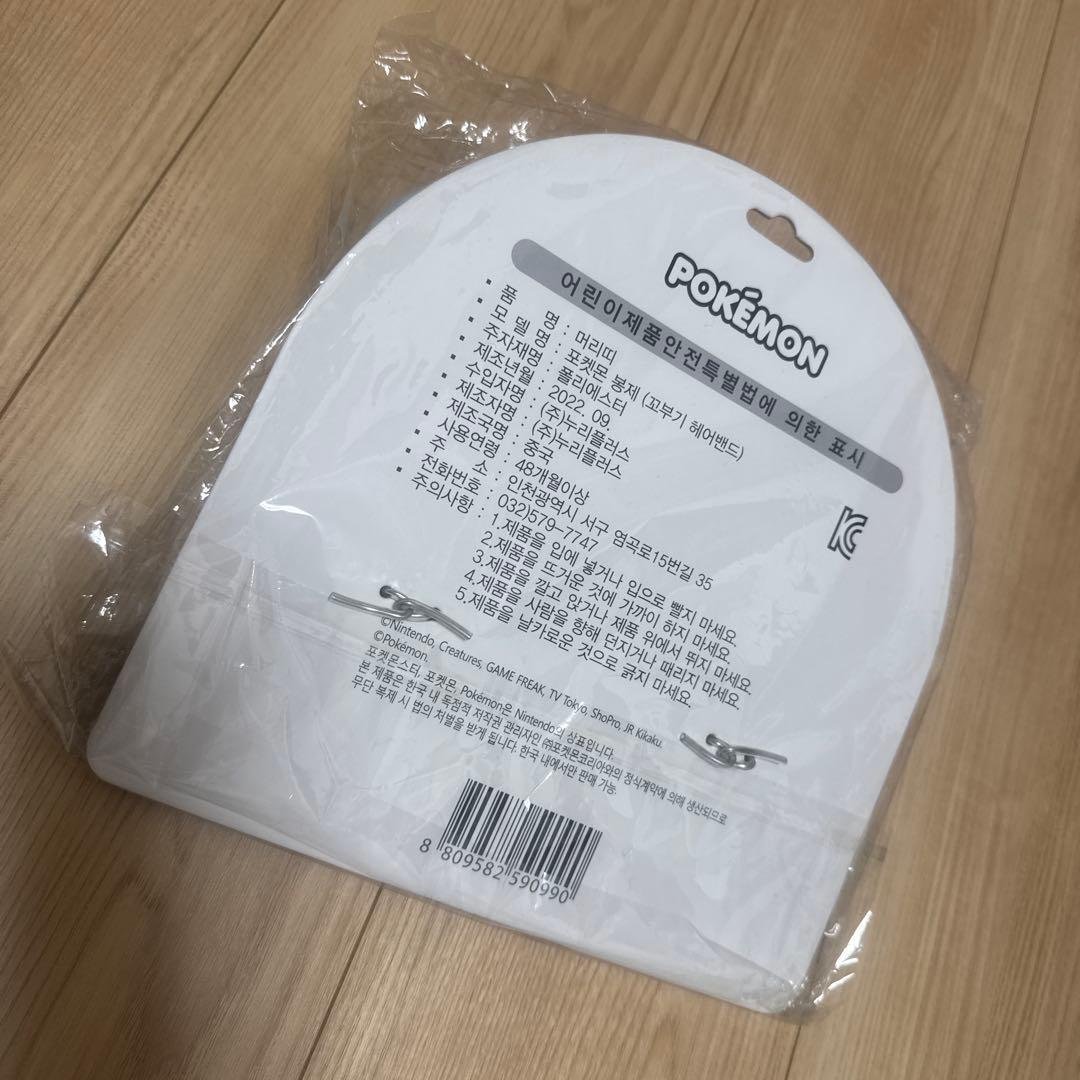 POKÉMON
어린이제품안전특별법에 의한 표시
품 명 : 머리띠
모 델 명 : 포켓몬 봉제 (꼬부기 헤어밴드)
주자재명 : 폴리에스터
제조년월 : 2022. 09.
수입자명 : (주)누리플러스
제조자명 : (주)누리플러스
제조국명 : 중국
사용연령 : 48개월이상
주 소 : 인천광역시 서구 염곡로15번길 35
전화번호 : 032)579-7747
주의사항 : 1.제품을 입에 넣거나 입으로 빨지 마세요.
2.제품을 뜨거운 것에 가까이 하지 마세요.
3.제품을 깔고 앉거나 제품 위에서 뛰지 마세요.
4.제품을 사람을 향해 던지거나 때리지 마세요.
5.제품을 날카로운 것으로 긁지 마세요.
KC
©Nintendo, Creatures, GAME FREAK, TV Tokyo, ShoPro, JR Kikaku.
©Pokémon.
포켓몬스터, 포켓몬, Pokémon은 Nintendo의 상표입니다.
본 제품은 한국 내 독점적 저작권 관리자인 ㈜포켓몬코리아와의 정식계약에 의해 생산되므로
무단 복제 시 법의 처벌을 받게 됩니다. 한국 내에서만 판매 가능.
8 809582 590990